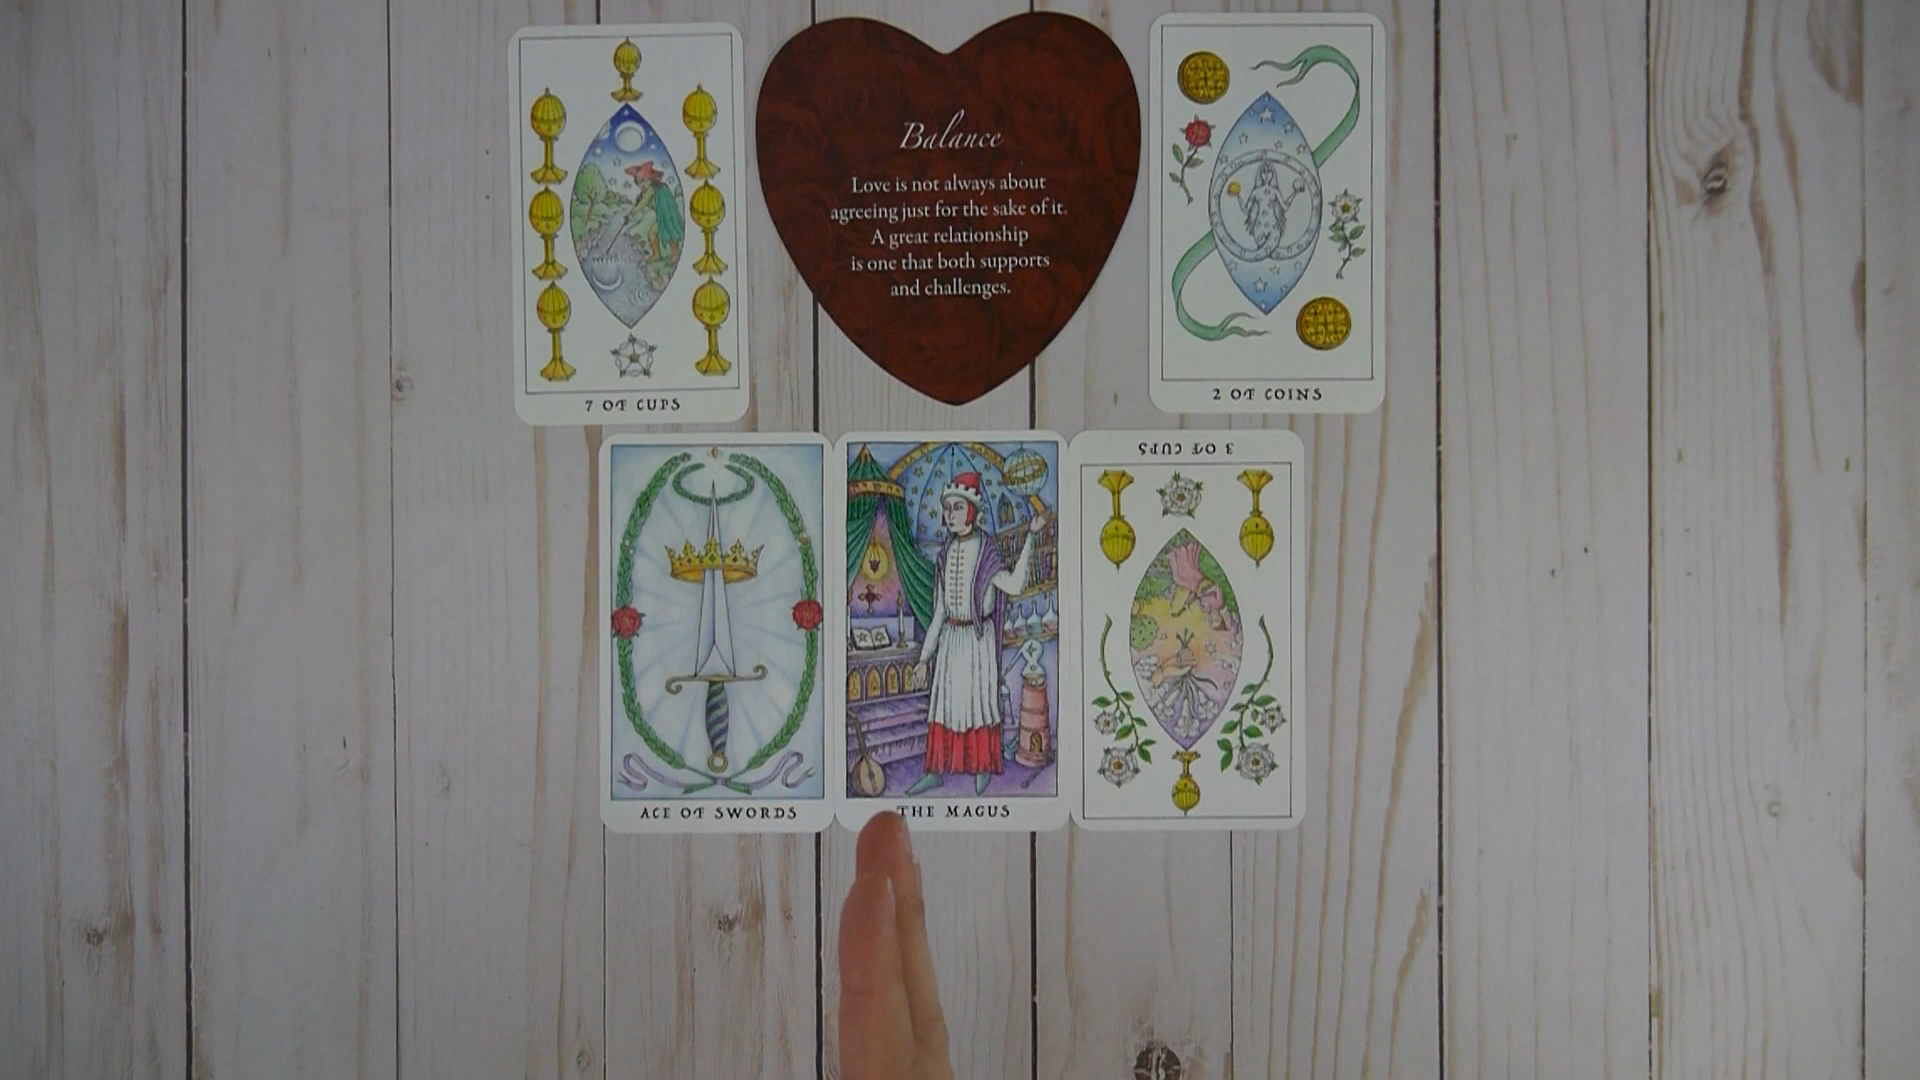 Balance
Love is not always about
agreeing just for the sake of it.
A great relationship
is one that both supports
and challenges.
7 OF CUPS
2 OF COINS
3 OF CUPS
ACE OF SWORDS
THE MAGUS